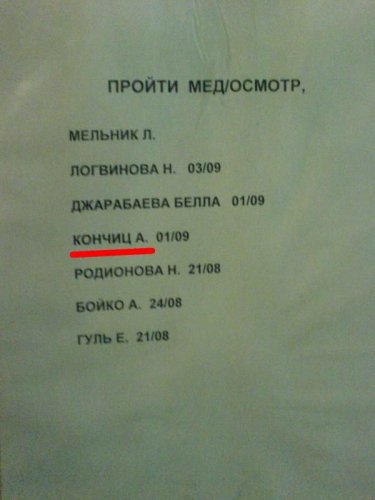 ПРОЙТИ МЕД/ОСМОТР,
МЕЛЬНИК Л.
ЛОГВИНОВА Н. 03/09
ДЖАРАБАЕВА БЕЛЛА 01/09
КОНЧИЦ А. 01/09
РОДИОНОВА Н. 21/08
БОЙКО А. 24/08
ГУЛЬ Е. 21/08